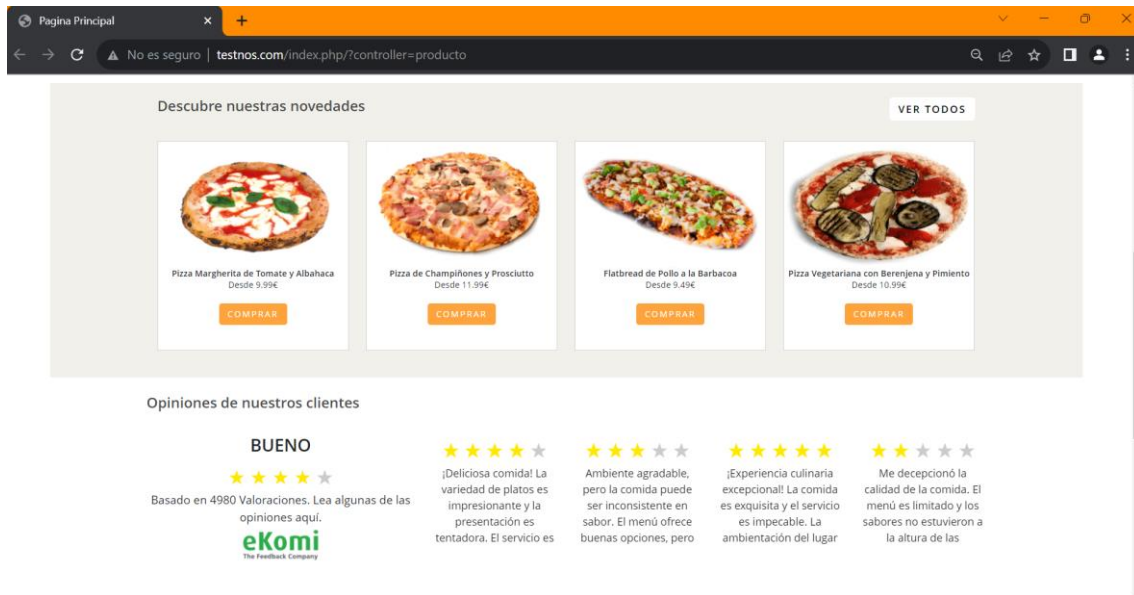 Pagina Principal
No es seguro | testnos.com/index.php/?controller=producto
Descubre nuestras novedades
VER TODOS
Pizza Margherita de Tomate y Albahaca
Desde 9.99€
COMPRAR
Pizza de Champiñones y Prosciutto
Desde 11.99€
COMPRAR
Flatbread de Pollo a la Barbacoa
Desde 9.49€
COMPRAR
Pizza Vegetariana con Berenjena y Pimiento
Desde 10.99€
COMPRAR
Opiniones de nuestros clientes
BUENO
Basado en 4980 Valoraciones. Lea algunas de las
opiniones aquí.
eKomi
The Feedback Company
¡Deliciosa comida! La
variedad de platos es
impresionante y la
presentación es
tentadora. El servicio es
Ambiente agradable,
pero la comida puede
ser inconsistente en
sabor. El menú ofrece
buenas opciones, pero
¡Experiencia culinaria
excepcional! La comida
es exquisita y el servicio
es impecable. La
ambientación del lugar
Me decepcionó la
calidad de la comida. El
menú es limitado y los
sabores no estuvieron a
la altura de las